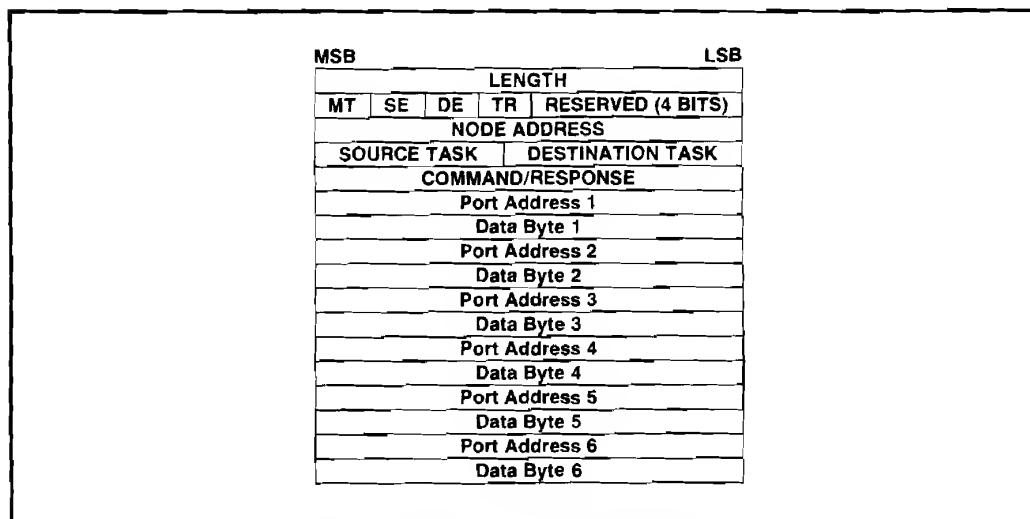 MSB LSB
LENGTH
MT SE DE TR RESERVED (4 BITS)
NODE ADDRESS
SOURCE TASK DESTINATION TASK
COMMAND/RESPONSE
Port Address 1
Data Byte 1
Port Address 2
Data Byte 2
Port Address 3
Data Byte 3
Port Address 4
Data Byte 4
Port Address 5
Data Byte 5
Port Address 6
Data Byte 6